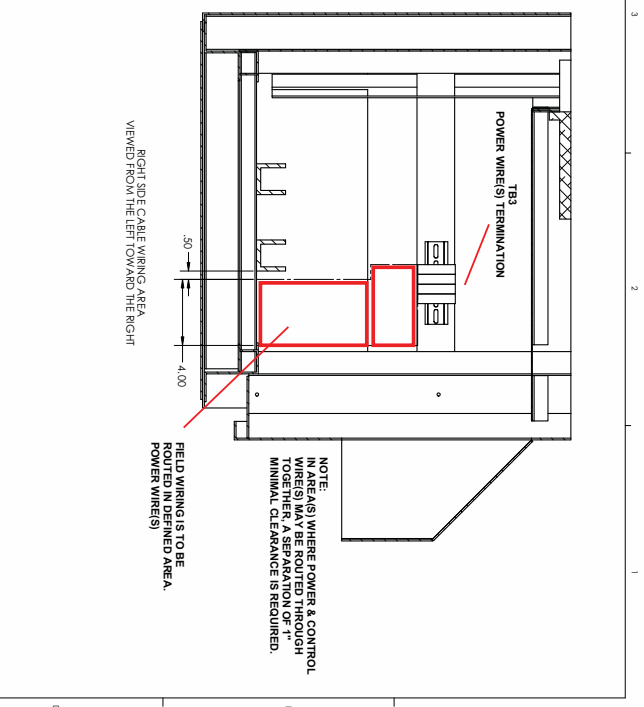 3
2
1
TB3
POWER WIRE(S) TERMINATION
RIGHT SIDE CABLE WIRING AREA
VIEWED FROM THE LEFT TOWARD THE RIGHT
.50
4.00
NOTE:
IN AREA(S) WHERE POWER & CONTROL
WIRE(S) MAY BE ROUTED THROUGH
TOGETHER, A SEPARATION OF 1"
MINIMAL CLEARANCE IS REQUIRED.
FIELD WIRING IS TO BE
ROUTED IN DEFINED AREA.
POWER WIRE(S)